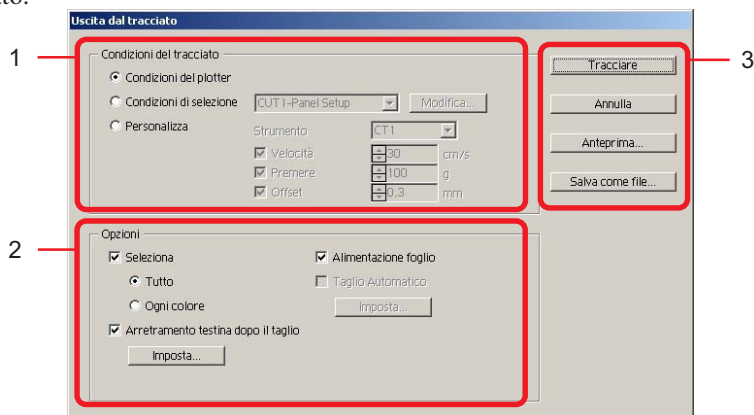 Uscita dal tracciato
1
Condizioni del tracciato
Condizioni del plotter
Condizioni di selezione CUT1-Panel Setup Modifica...
Personalizza
Strumento CT1
Velocità 30 cm/s
Premere 100 g
Offset 0,3 mm
3
Tracciare
Annulla
Anteprima...
Salva come file...
2
Opzioni
Seleziona
Tutto
Ogni colore
Arretramento testina dopo il taglio
Imposta...
Alimentazione foglio
Taglio Automatico
Imposta...